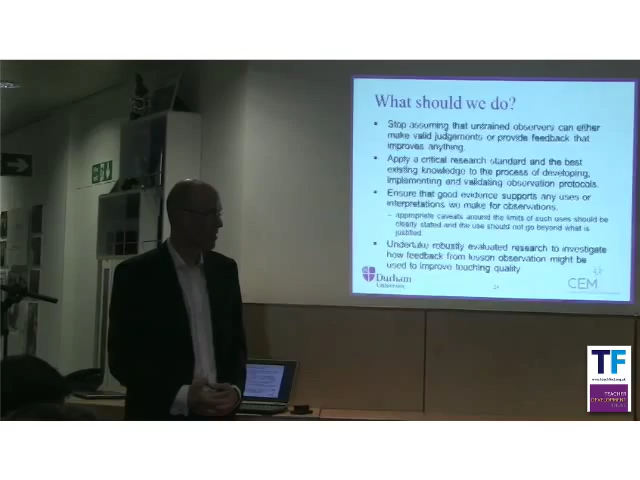 What should we do?
Stop assuming that untrained observers can either
make valid judgements or provide feedback that
improves anything.
Apply a critical research standard and the best
existing knowledge to the process of developing,
implementing and validating observation protocols.
Ensure that good evidence supports any uses or
interpretations we make for observations.
– appropriate caveats around the limits of such uses should be
clearly stated and the use should not go beyond what is
justified
Undertake robustly evaluated research to investigate
how feedback from lesson observation might be
used to improve teaching quality
Durham
University
CEM
TF
TEACHER
DEVELOPMENT
TRUST